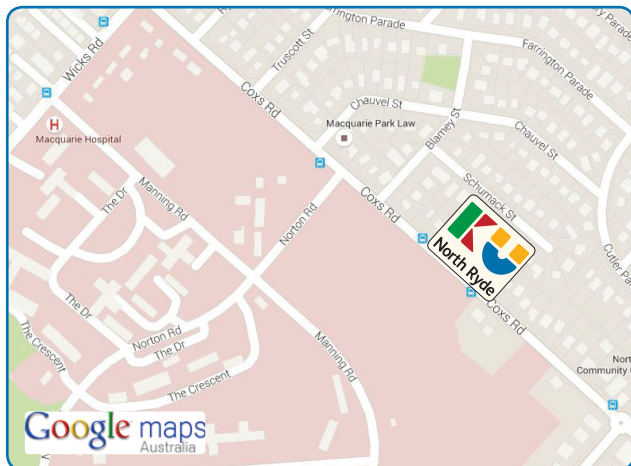 Farrington Parade
Farrington Parade
Truscott St
Wicks Rd
Coxs Rd
Chauvel St
Blamey St
Chauvel St
H
Macquarie Hospital
Macquarie Park Law
Manning Rd
The Dr
Norton Rd
Coxs Rd
Schumack St
KU
North Ryde
The Dr
Norton Rd
The Dr
Manning Rd
Coxs Rd
The Crescent
The Crescent
Google maps
Australia